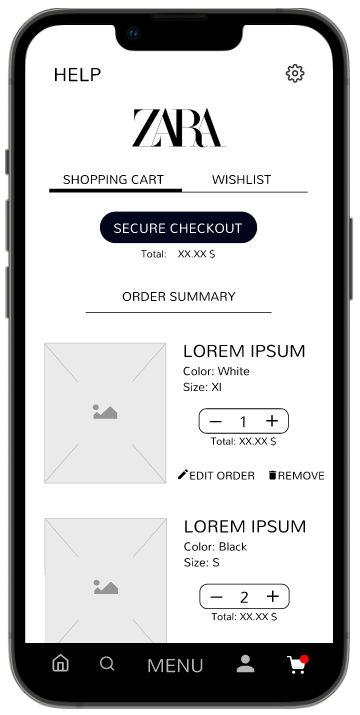 HELP
ZARA
SHOPPING CART WISHLIST
SECURE CHECKOUT
Total: XX.XX $
ORDER SUMMARY
LOREM IPSUM
Color: White
Size: Xl
1
Total: XX.XX $
EDIT ORDER REMOVE
LOREM IPSUM
Color: Black
Size: S
2
Total: XX.XX $
MENU